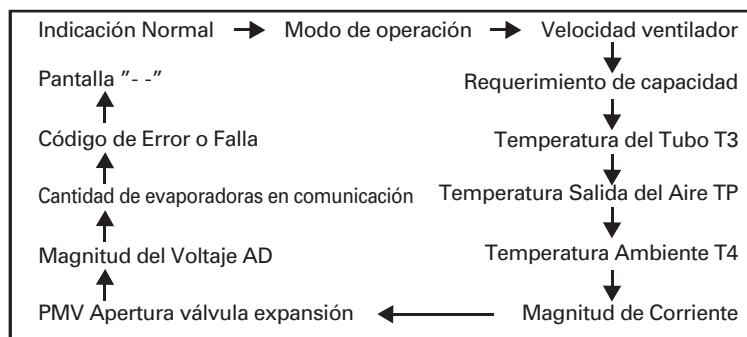 Indicación Normal → Modo de operación → Velocidad ventilador
Pantalla "- -"
Requerimiento de capacidad
Código de Error o Falla
Temperatura del Tubo T3
Cantidad de evaporadoras en comunicación
Temperatura Salida del Aire TP
Magnitud del Voltaje AD
Temperatura Ambiente T4
PMV Apertura válvula expansión ← Magnitud de Corriente